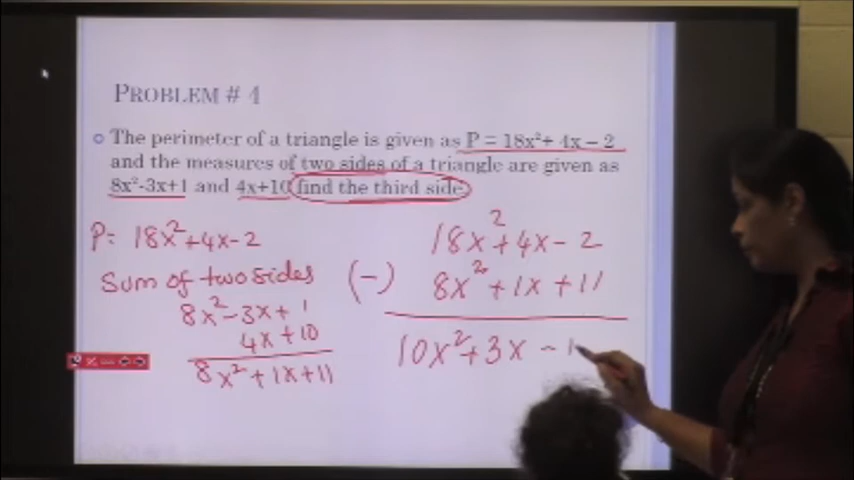 PROBLEM # 4
The perimeter of a triangle is given as P = 18x²+ 4x – 2
and the measures of two sides of a triangle are given as
8x²-3x+1 and 4x+10 find the third side
P= 18x²+4x-2
Sum of two sides
8x²-3x+ 1
4x+10
8x²+1x+11
18x²+4x-2
(-) 8x²+1x+11
10x²+3x -1